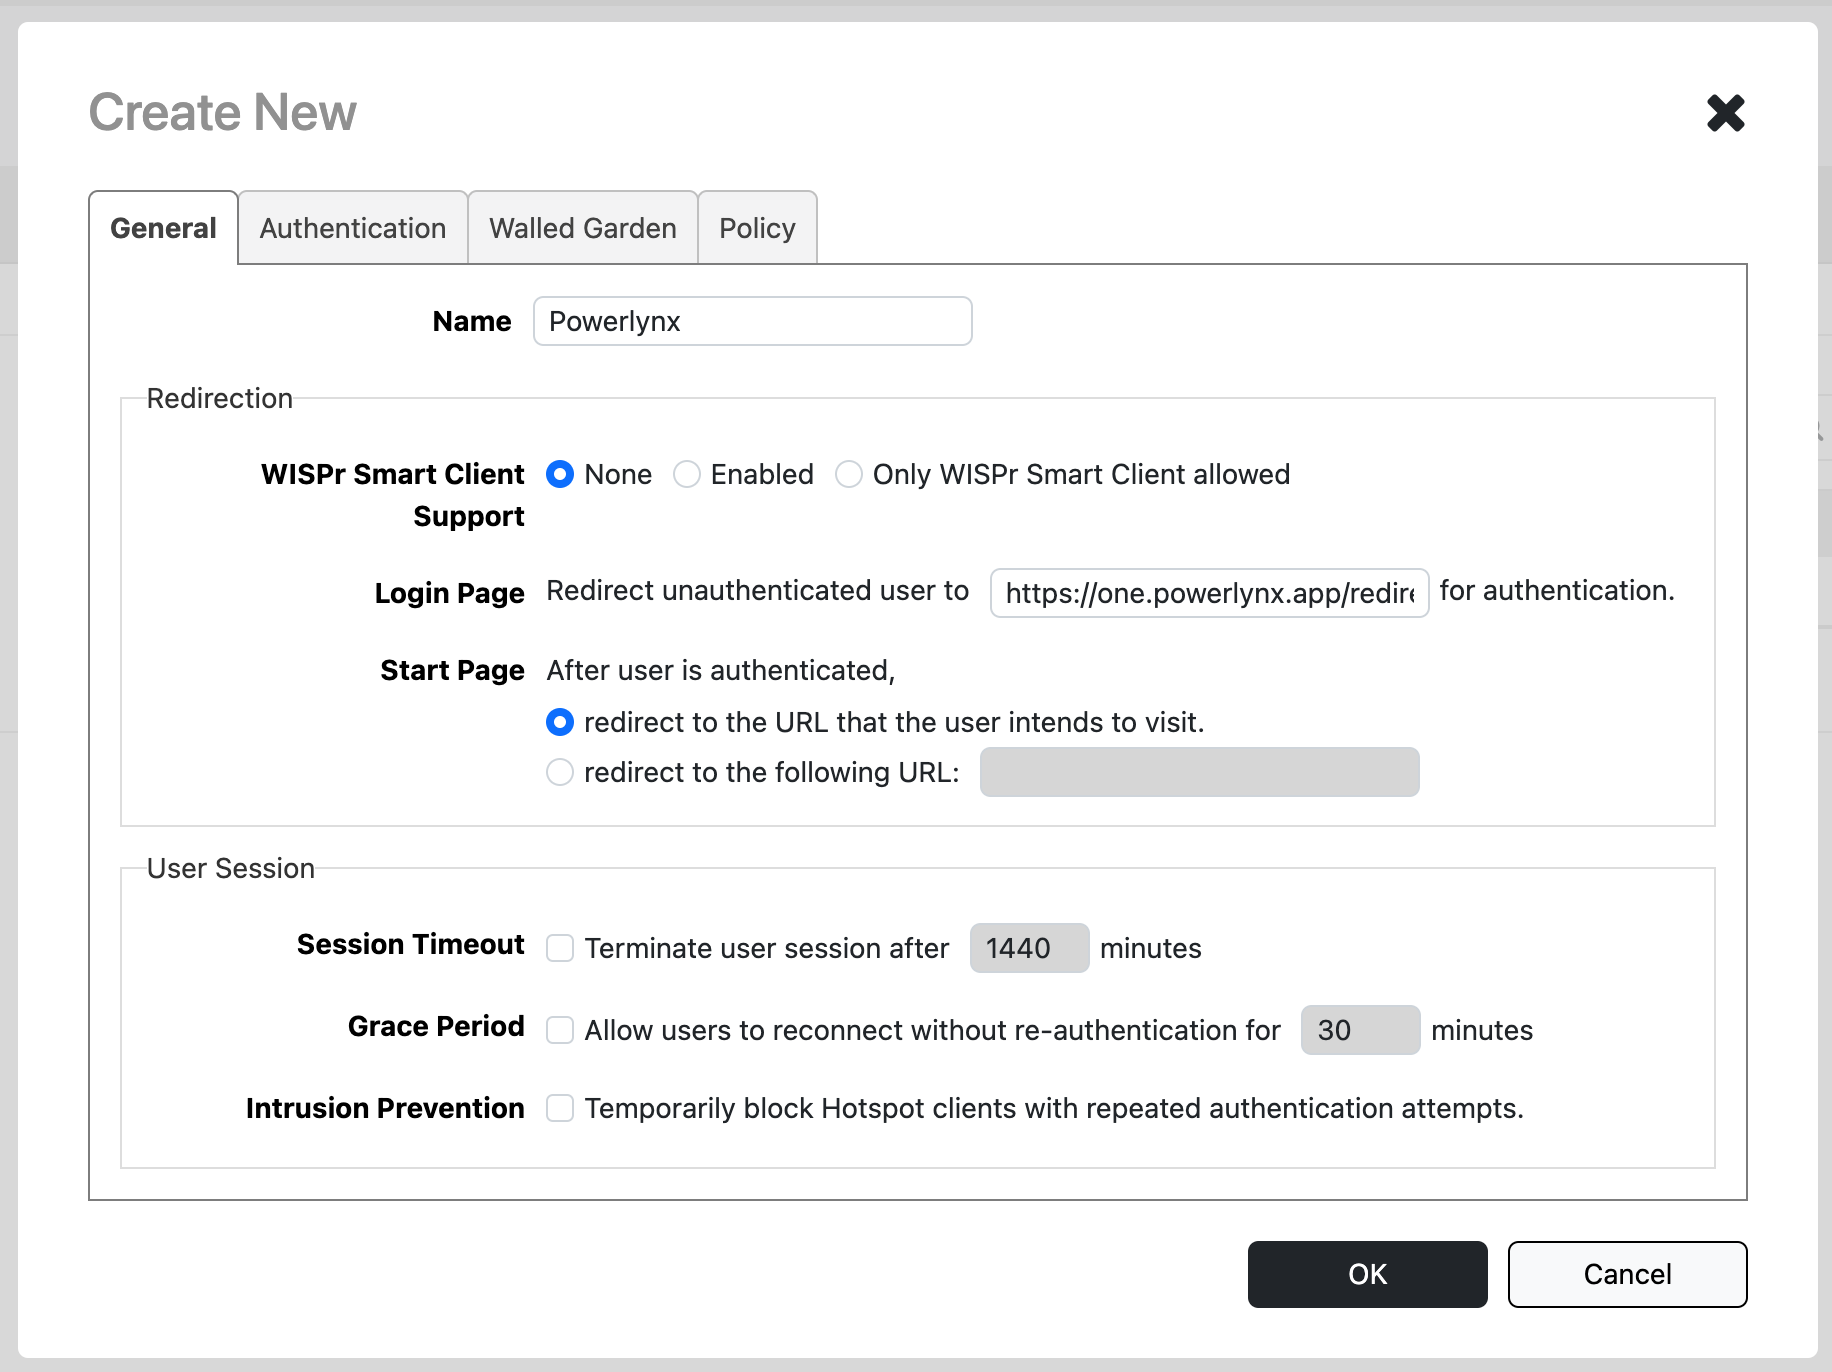 Create New
General Authentication Walled Garden Policy
Name Powerlynx
Redirection
WISPr Smart Client Support None Enabled Only WISPr Smart Client allowed
Login Page Redirect unauthenticated user to https://one.powerlynx.app/redire for authentication.
Start Page After user is authenticated,
redirect to the URL that the user intends to visit.
redirect to the following URL:
User Session
Session Timeout Terminate user session after 1440 minutes
Grace Period Allow users to reconnect without re-authentication for 30 minutes
Intrusion Prevention Temporarily block Hotspot clients with repeated authentication attempts.
OK Cancel